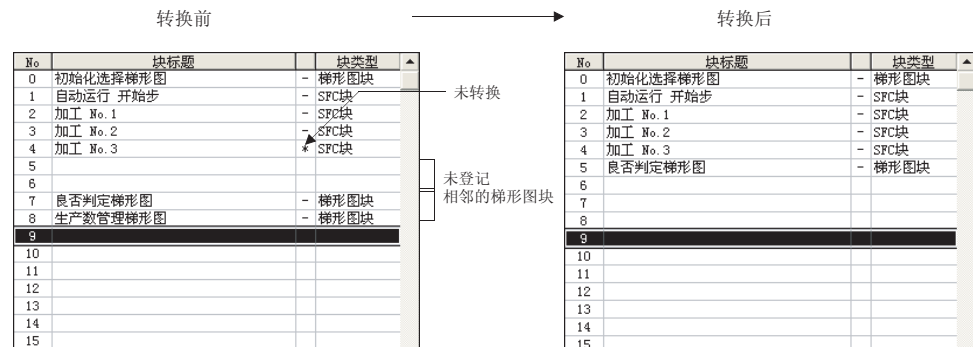 转换前 转换后
No 块标题 块类型
0 初始化选择梯形图 - 梯形图块
1 自动运行 开始步 - SFC块
2 加工 No.1 - SFC块
3 加工 No.2 - SFC块
4 加工 No.3 * SFC块
5
6
7 良否判定梯形图 - 梯形图块
8 生产数管理梯形图 - 梯形图块
9
10
11
12
13
14
15
未转换
未登记
相邻的梯形图块
No 块标题 块类型
0 初始化选择梯形图 - 梯形图块
1 自动运行 开始步 - SFC块
2 加工 No.1 - SFC块
3 加工 No.2 - SFC块
4 加工 No.3 - SFC块
5 良否判定梯形图 - 梯形图块
6
7
8
9
10
11
12
13
14
15